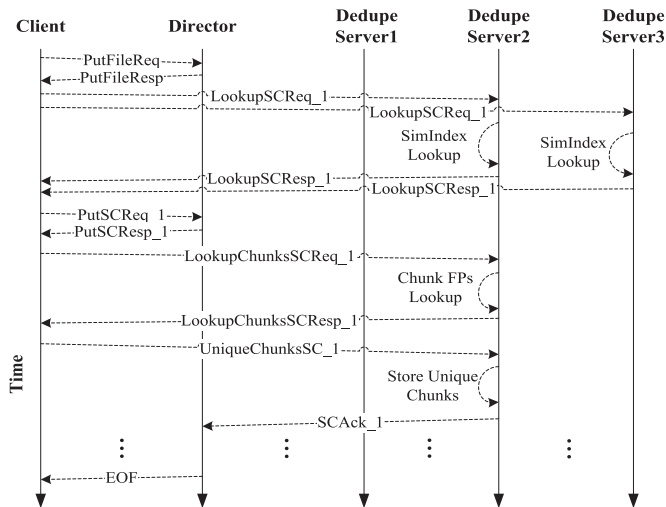 Client
Director
Dedupe
Server1
Dedupe
Server2
Dedupe
Server3
PutFileReq
PutFileResp
LookupSCReq_1
LookupSCReq_1
SimIndex
Lookup
SimIndex
Lookup
LookupSCResp_1
LookupSCResp_1
PutSCReq_1
PutSCResp_1
LookupChunksSCReq_1
Chunk FPs
Lookup
LookupChunksSCResp_1
UniqueChunksSC_1
Time
Store Unique
Chunks
SCAck_1
EOF